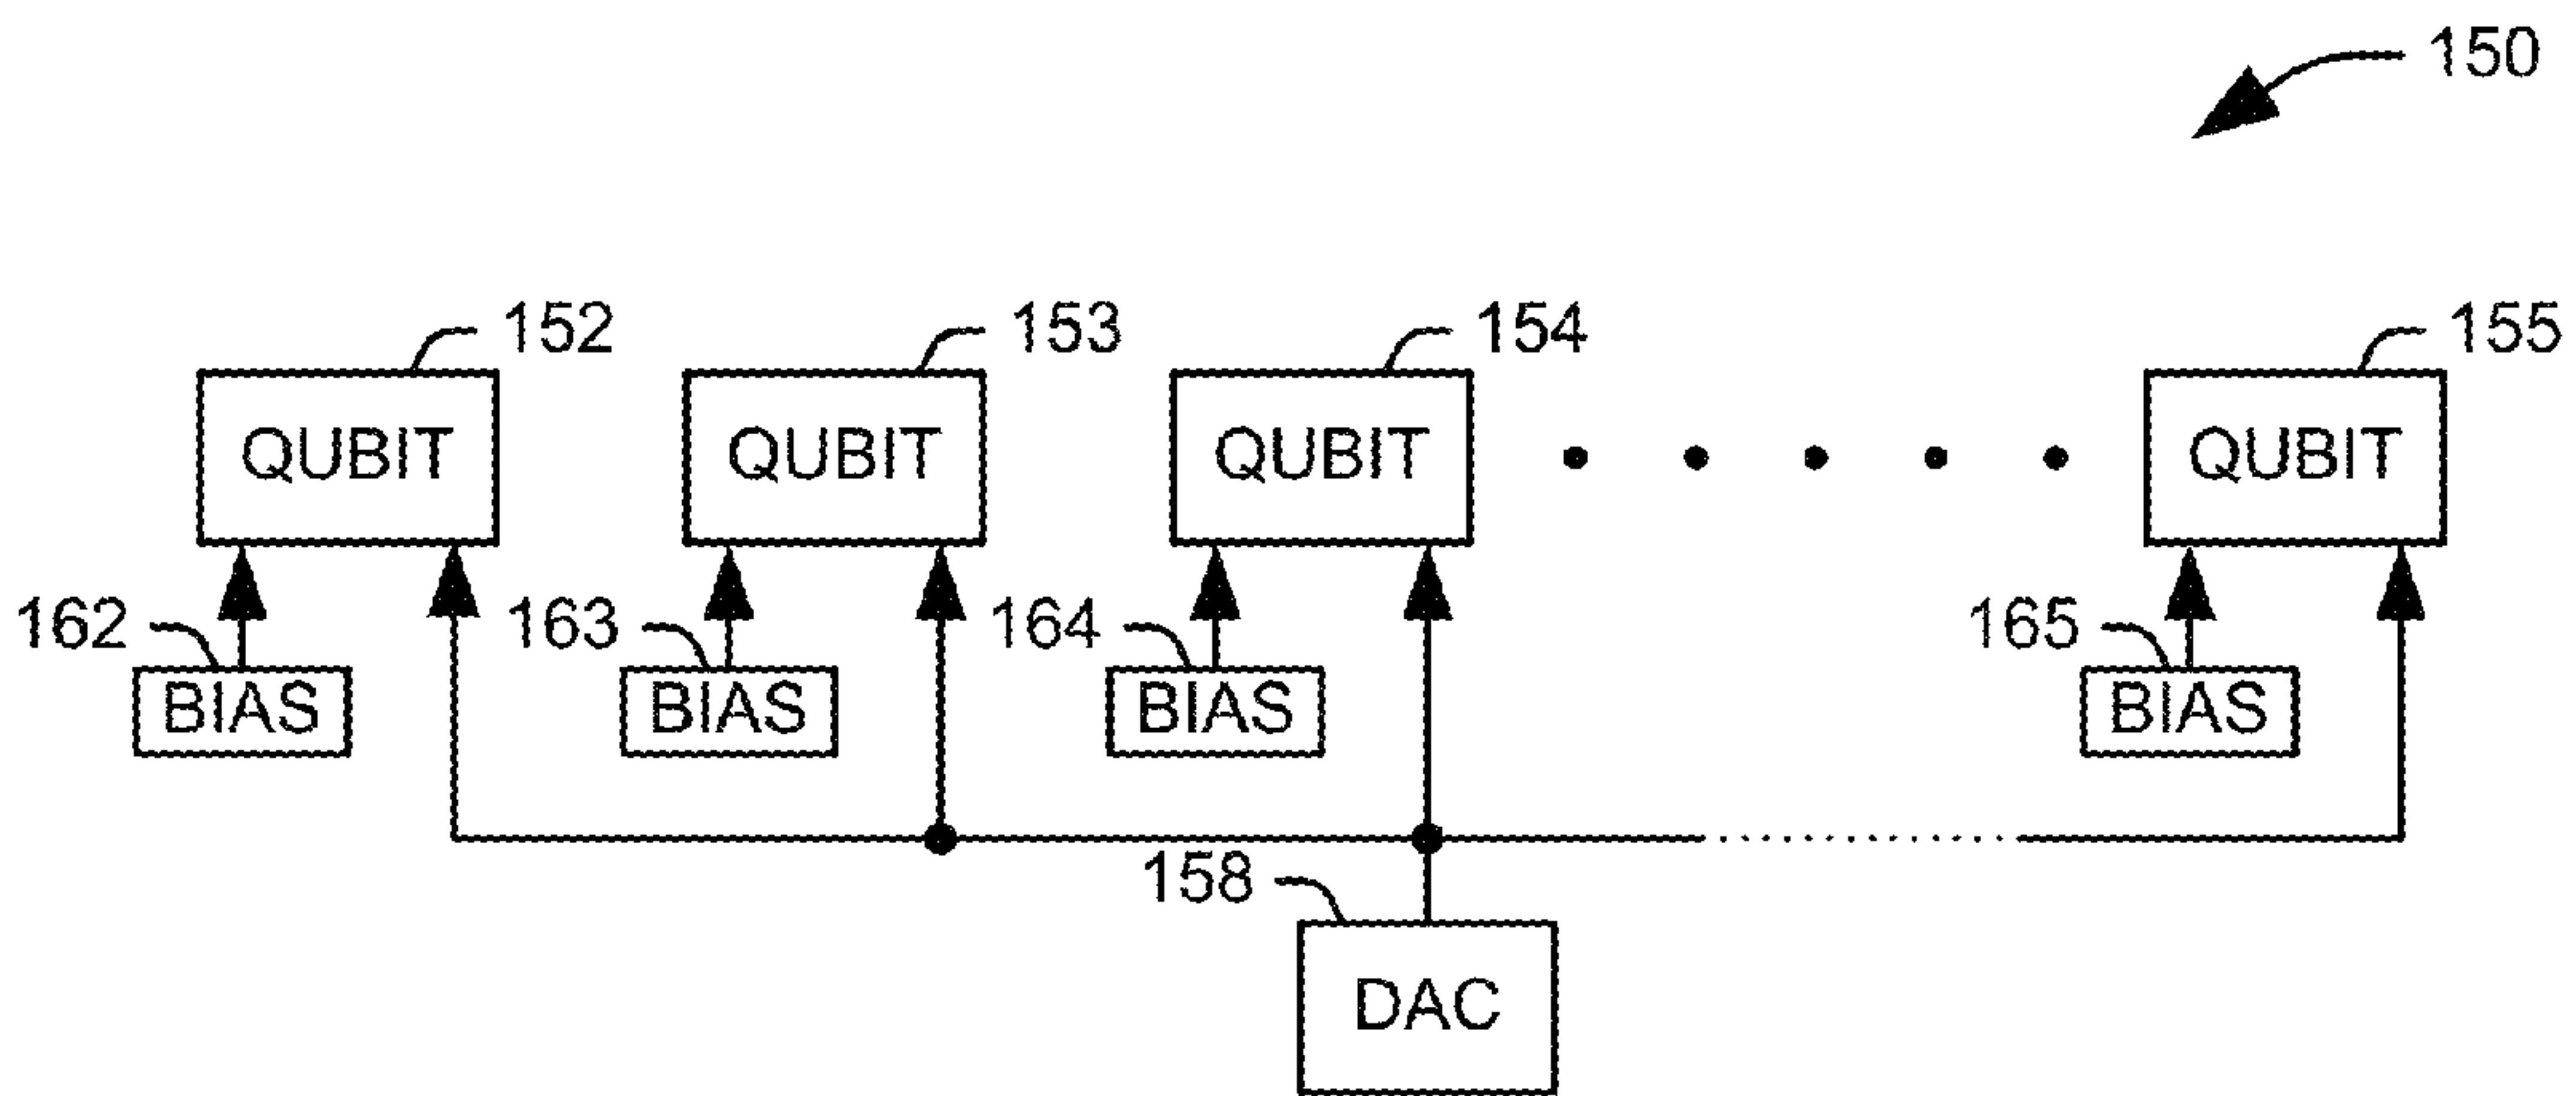 150
152 153 154 155
QUBIT QUBIT QUBIT QUBIT
162 163 164 165
BIAS BIAS BIAS BIAS
158
DAC